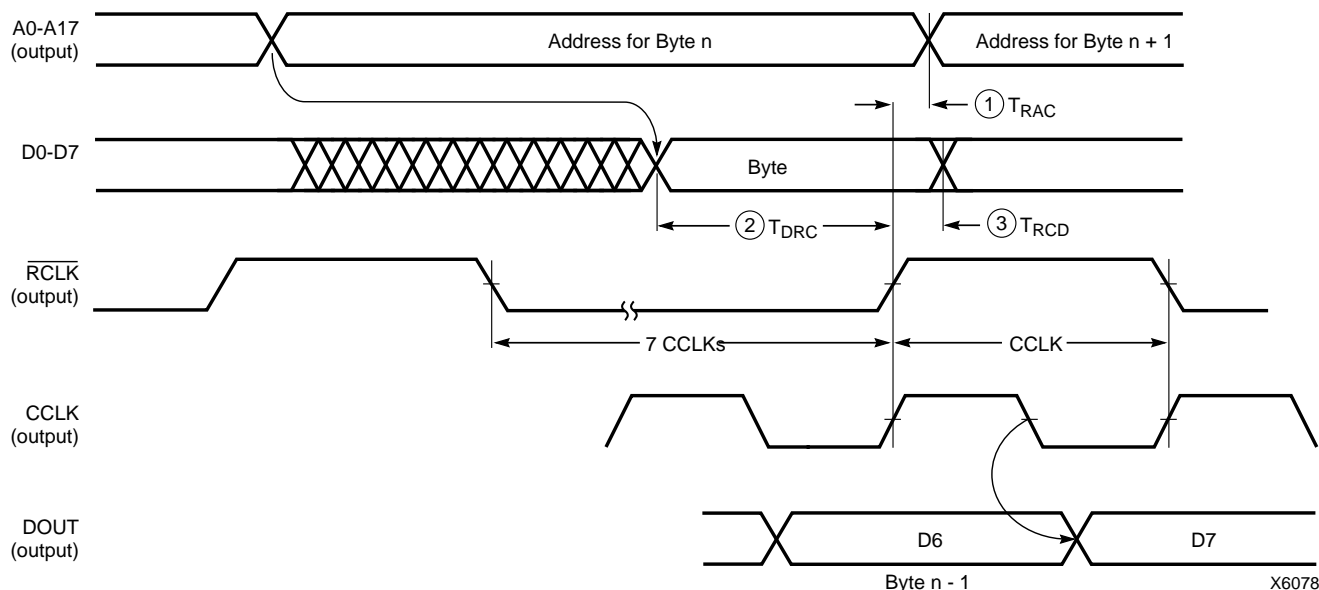 A0-A17
(output)
Address for Byte n
Address for Byte n + 1
1 TRAC
D0-D7
Byte
2 TDRC
3 TRCD
RCLK
(output)
7 CCLKs
CCLK
CCLK
(output)
DOUT
(output)
D6
D7
Byte n - 1
X6078